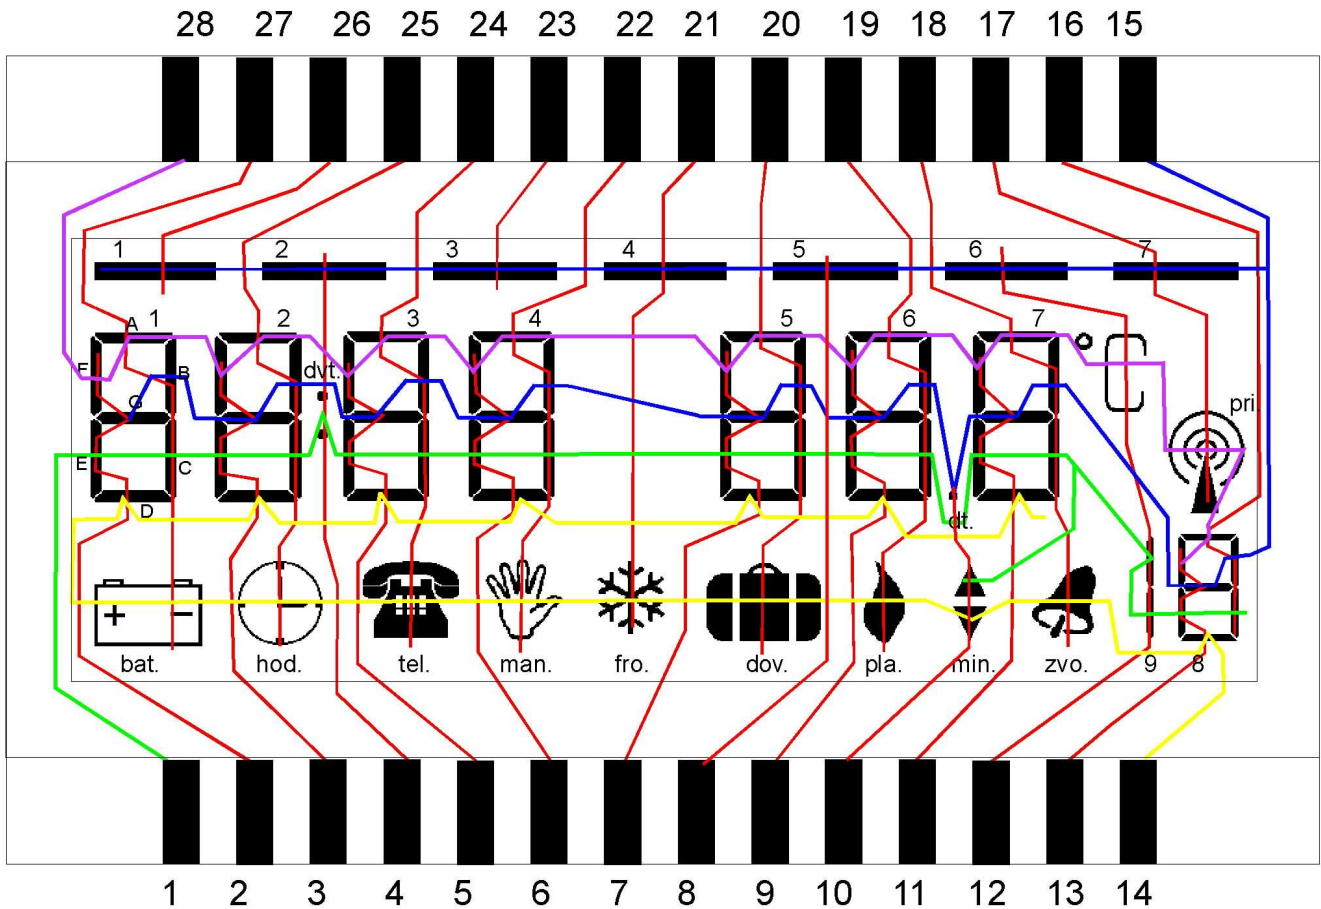 28 27 26 25 24 23 22 21 20 19 18 17 16 15
1 2 3 4 5 6 7
A 1 2 3 4 5 6 7
F B dvt.
G pri.
E C
D dt.
+ −
bat. hod. tel. man. fro. dov. pla. min. zvo. 9 8
1 2 3 4 5 6 7 8 9 10 11 12 13 14